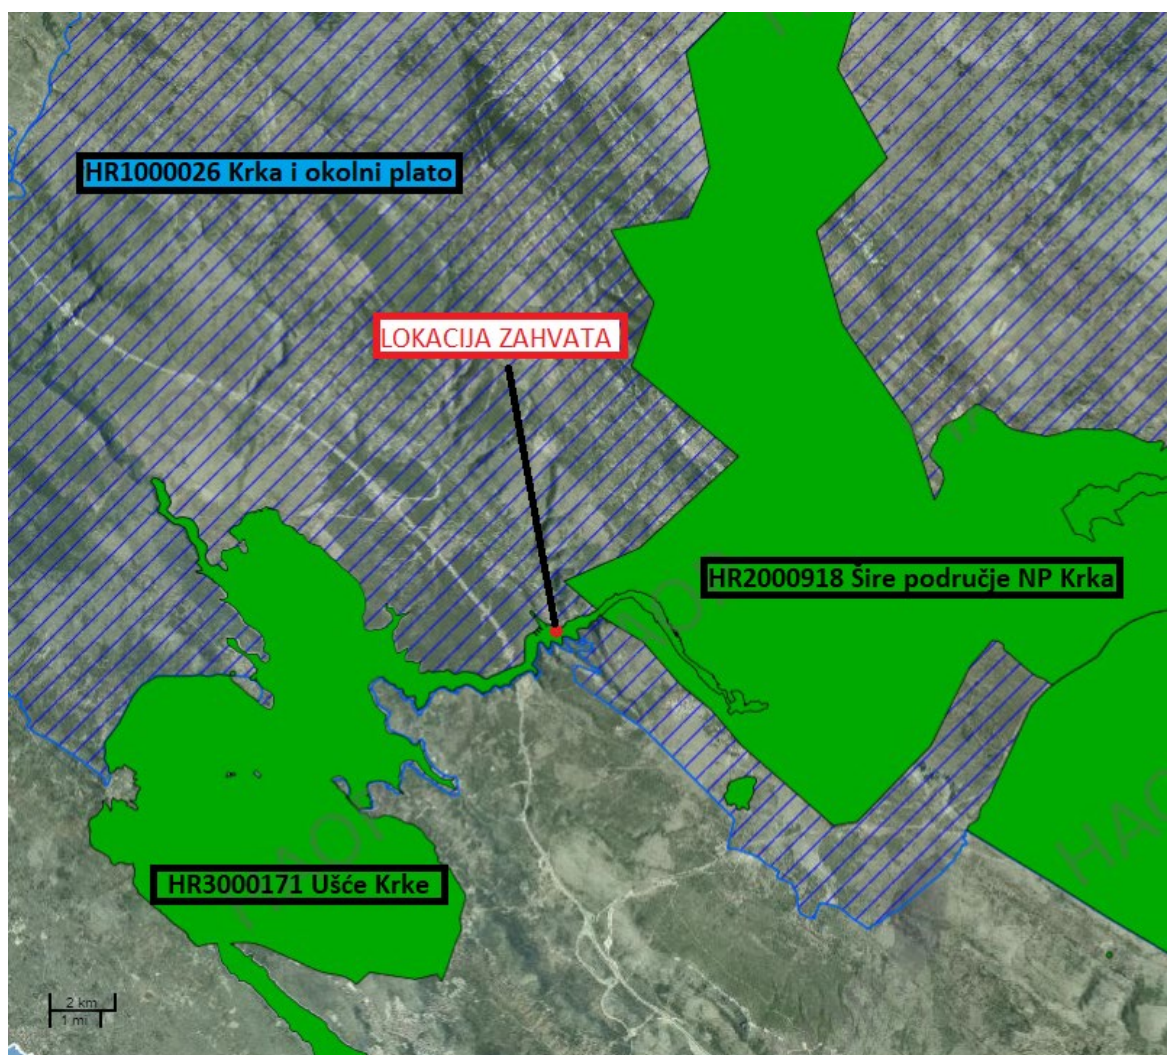 HR1000026 Krka i okolni plato
LOKACIJA ZAHVATA
HR2000918 Šire područje NP Krka
HR3000171 Ušće Krke
2 km
1 mi